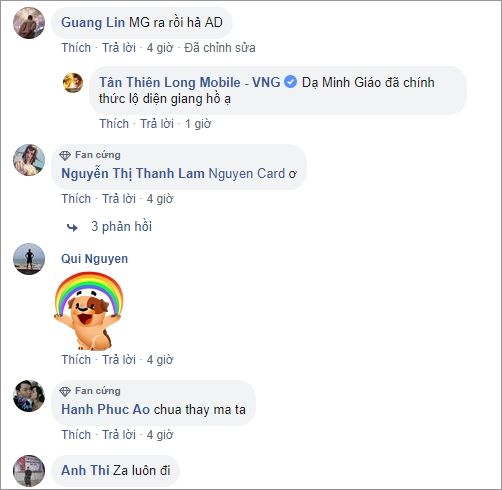 Guang Lin MG ra rồi hả AD
Thích · Trả lời · 4 giờ · Đã chỉnh sửa
Tân Thiên Long Mobile - VNG Dạ Minh Giáo đã chính
thức lộ diện giang hồ ạ
Thích · Trả lời · 1 giờ
Fan cứng
Nguyễn Thị Thanh Lam Nguyen Card ơ
Thích · Trả lời · 4 giờ
3 phản hồi
Qui Nguyen
Thích · Trả lời · 4 giờ
Fan cứng
Hanh Phuc Ao chua thay ma ta
Thích · Trả lời · 4 giờ
Anh Thi Za luôn đi